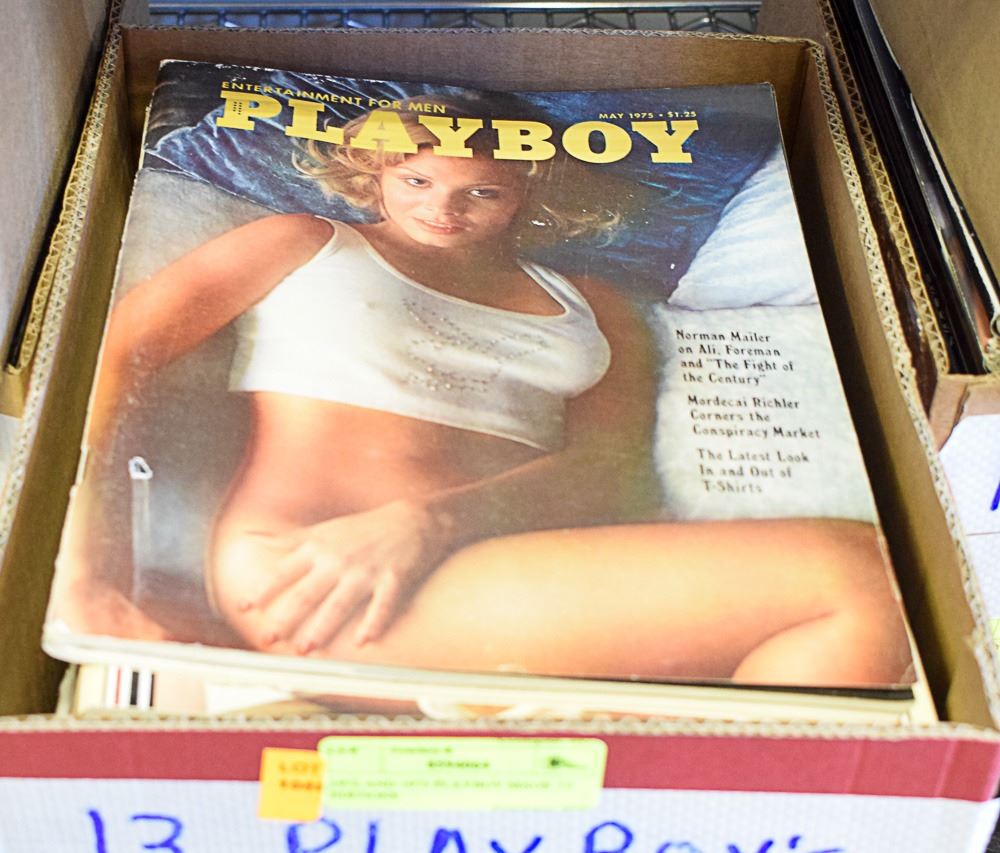 ENTERTAINMENT FOR MEN
PLAYBOY
MAY 1975 • $1.25
Norman Mailer
on Ali, Foreman
and "The Fight of
the Century"
Mordecai Richler
Corners the
Conspiracy Market
The Latest Look
In and Out of
T-Shirts
LOT
13 PLAYBOY's